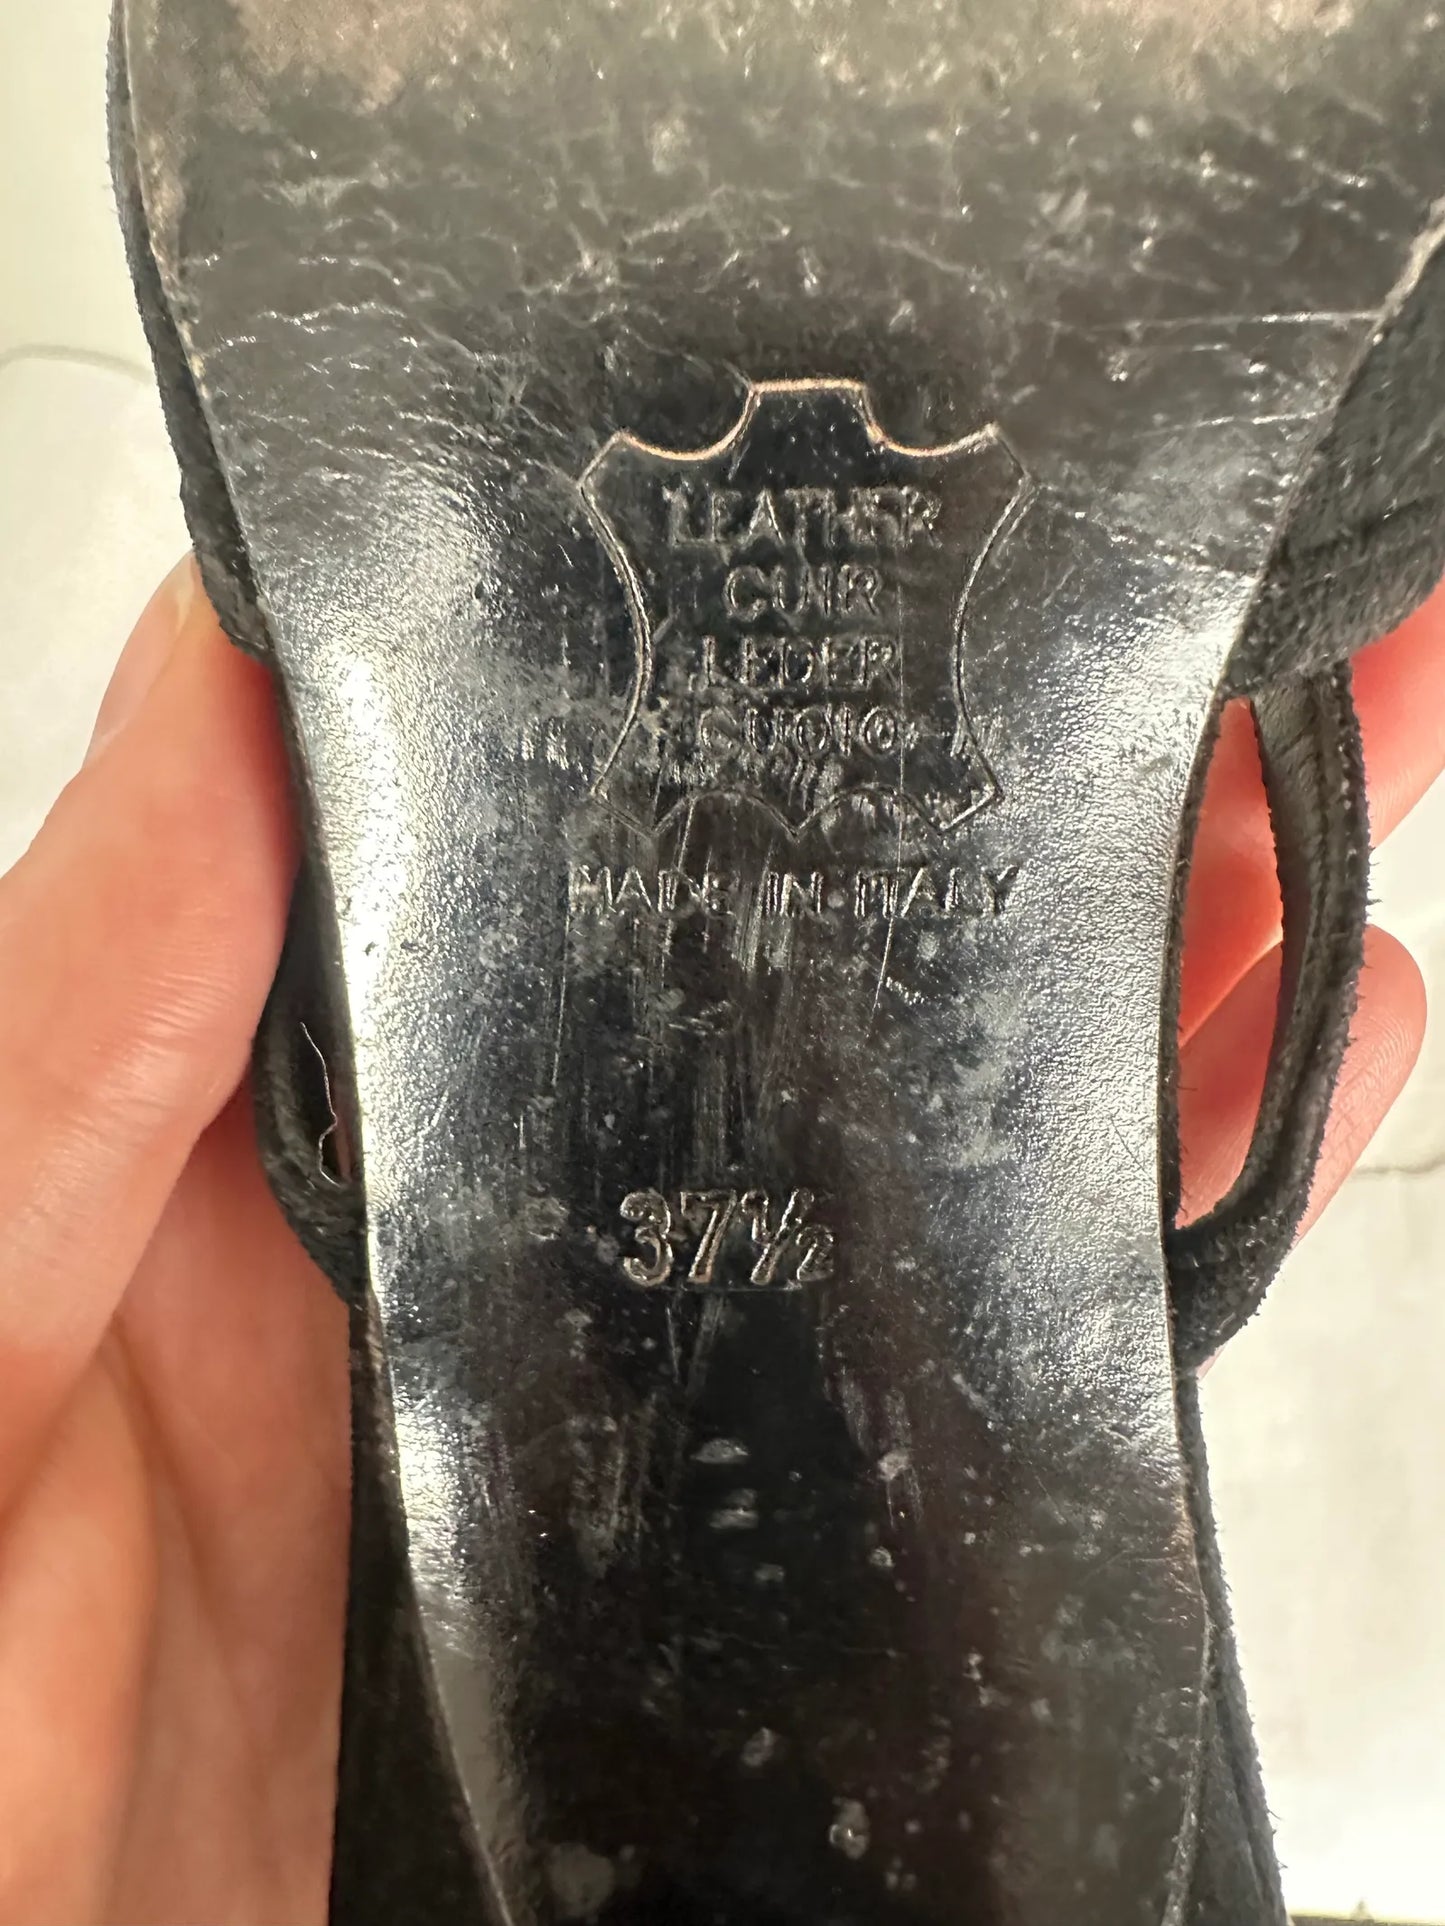 LEATHER
CUIR
LEDER
CUOIO
MADE IN ITALY
37½